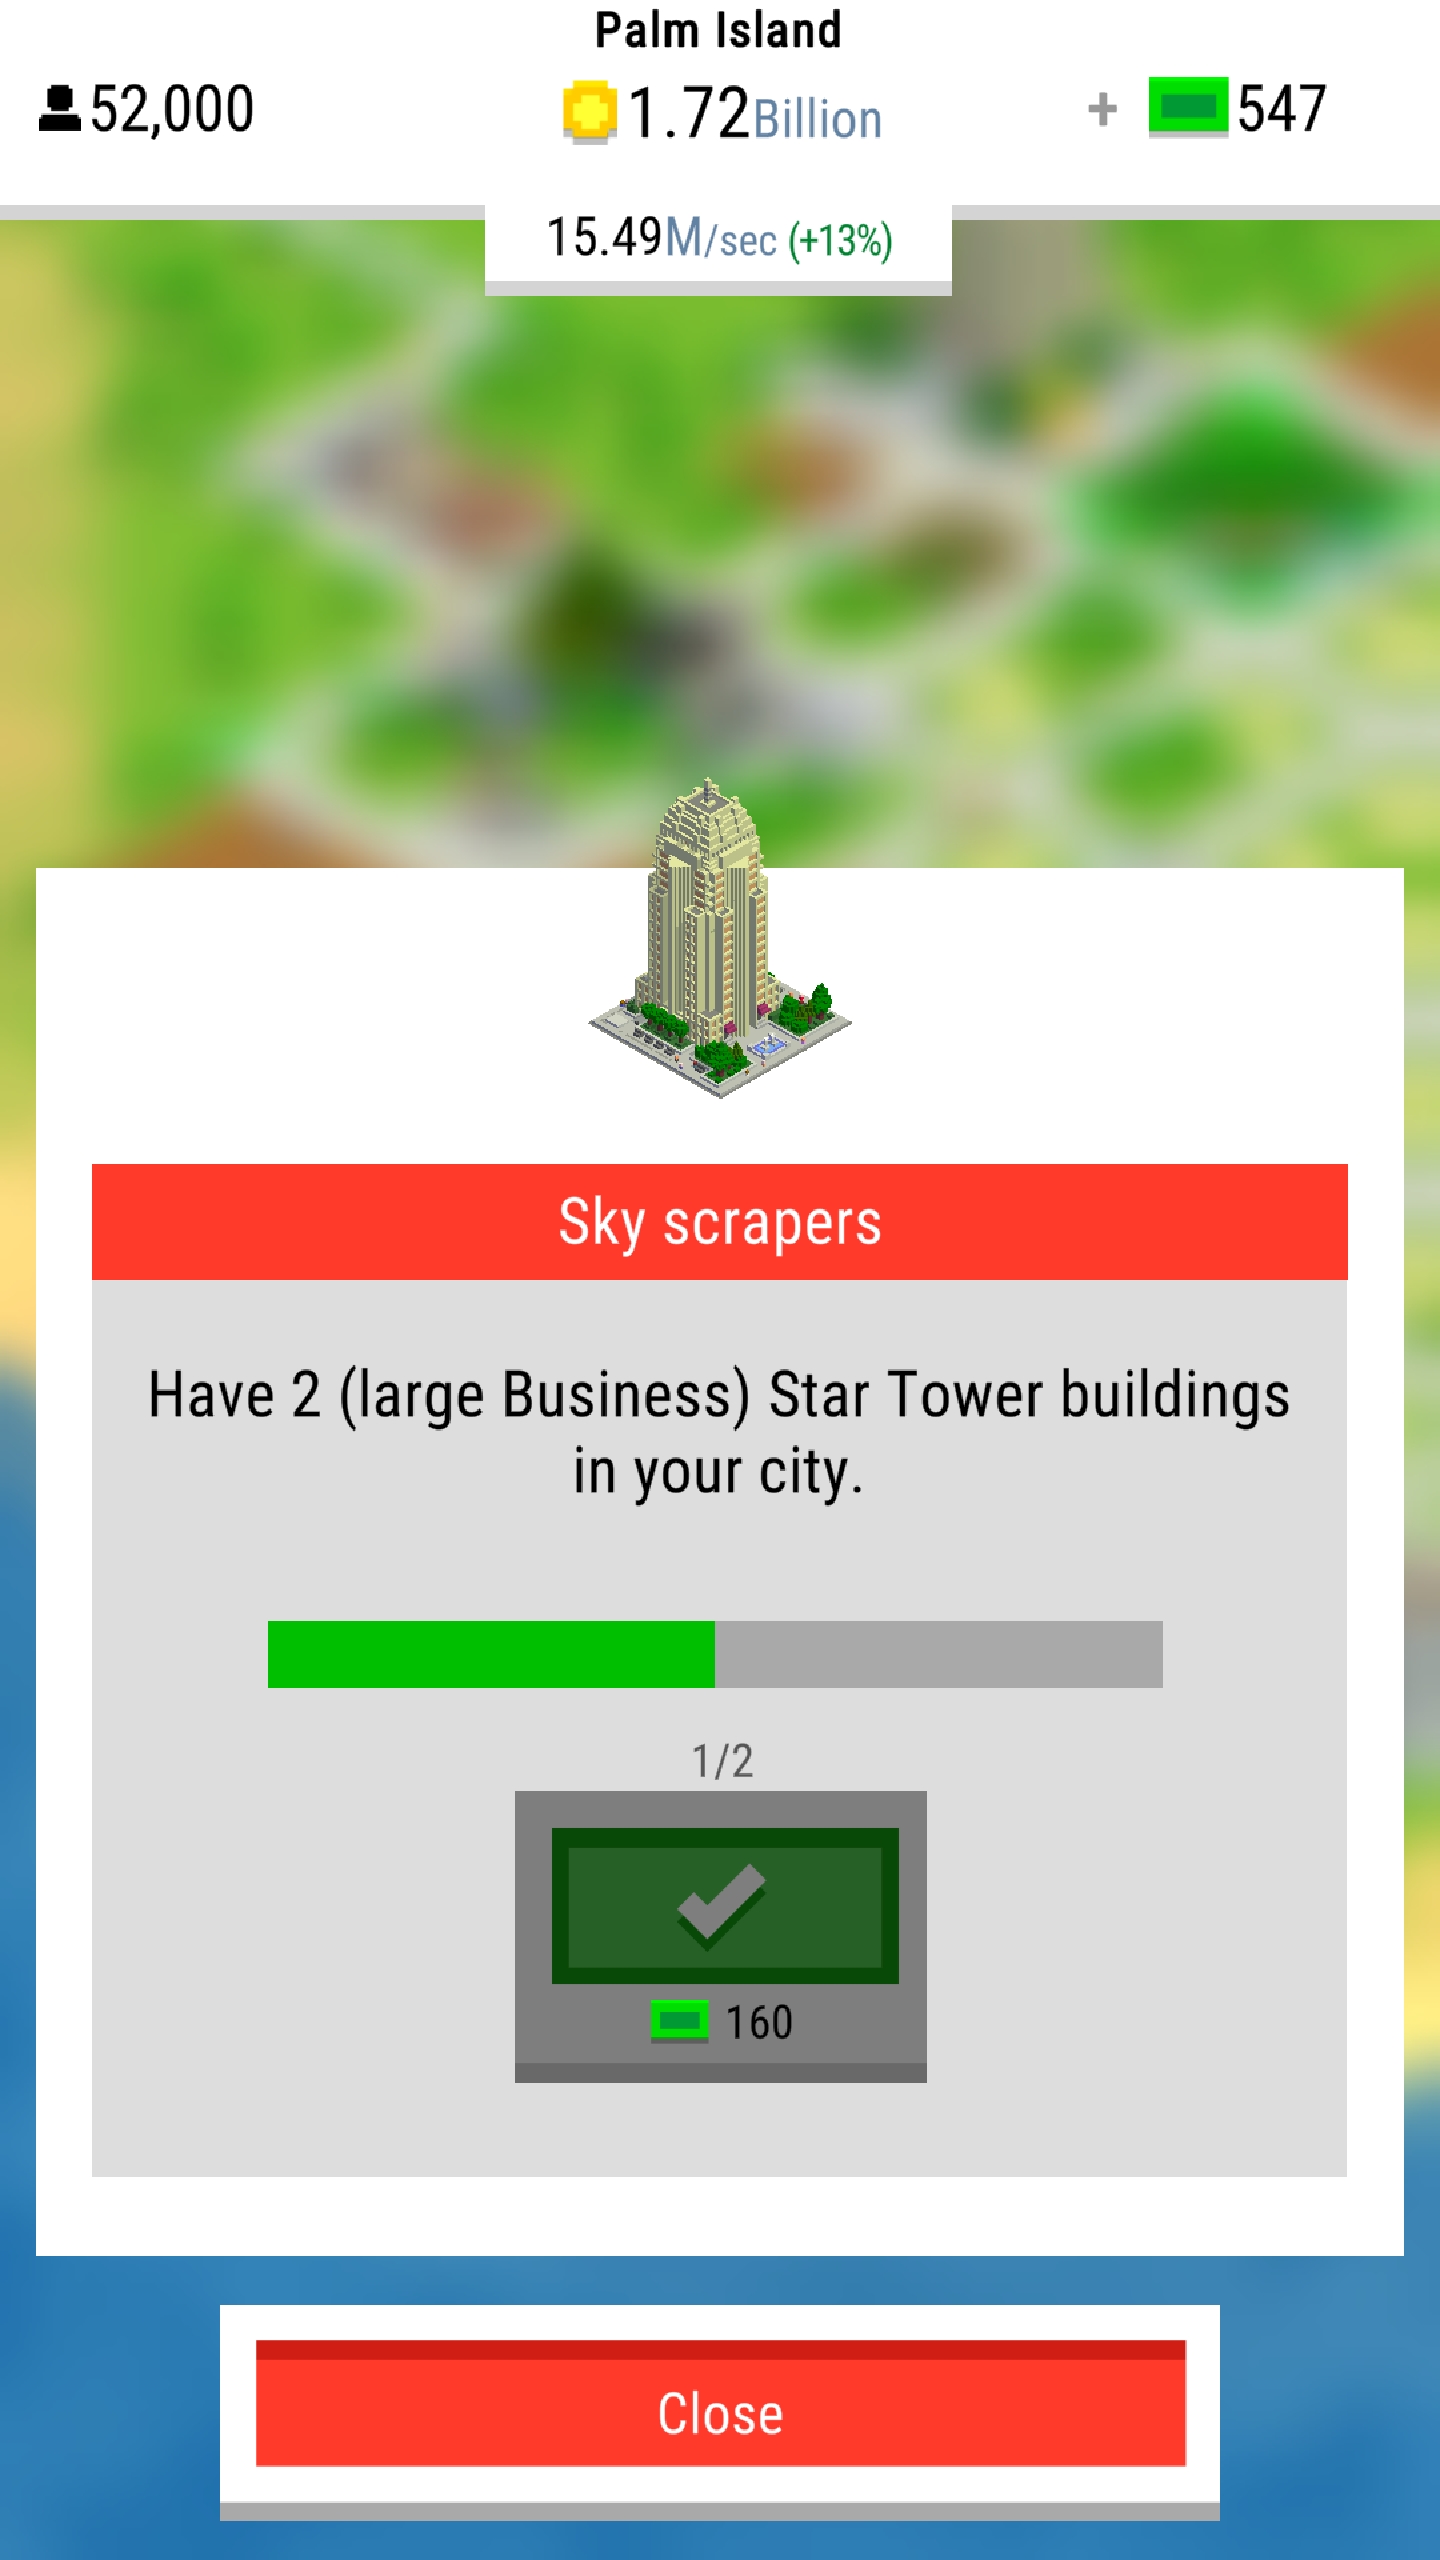 Palm Island
52,000
1.72Billion
+ 547
15.49M/sec (+13%)
Sky scrapers
Have 2 (large Business) Star Tower buildings
in your city.
1/2
160
Close